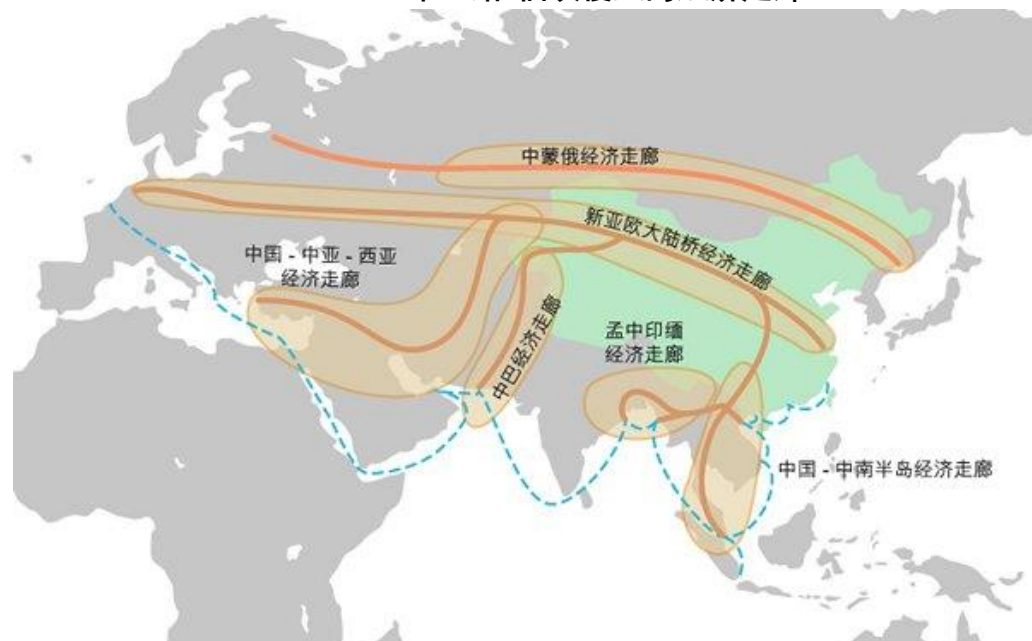 中蒙俄经济走廊
新亚欧大陆桥经济走廊
中国 - 中亚 - 西亚
经济走廊
中巴经济走廊
孟中印缅
经济走廊
中国 - 中南半岛经济走廊